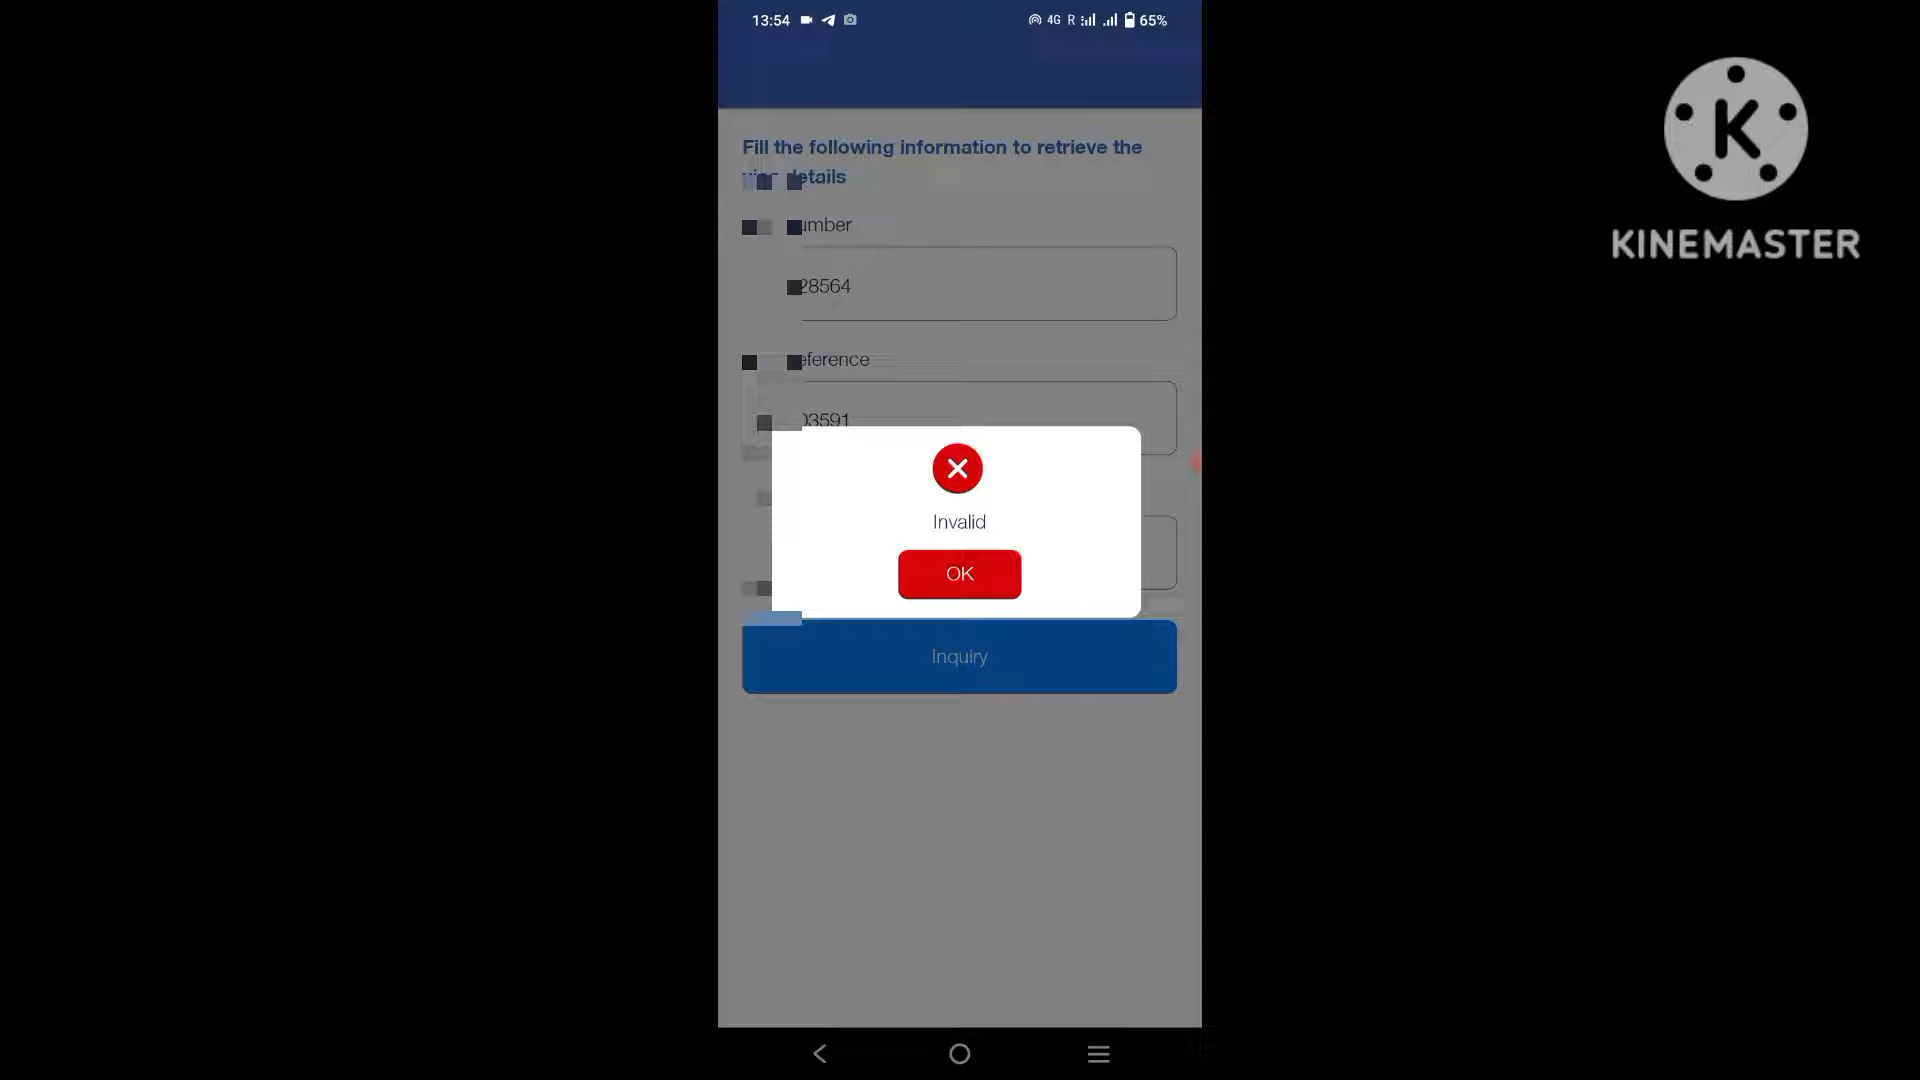 13:54 4G R 65%
Fill the following information to retrieve the
details
umber
28564
eference
03591
Invalid
OK
Inquiry
K
KINEMASTER